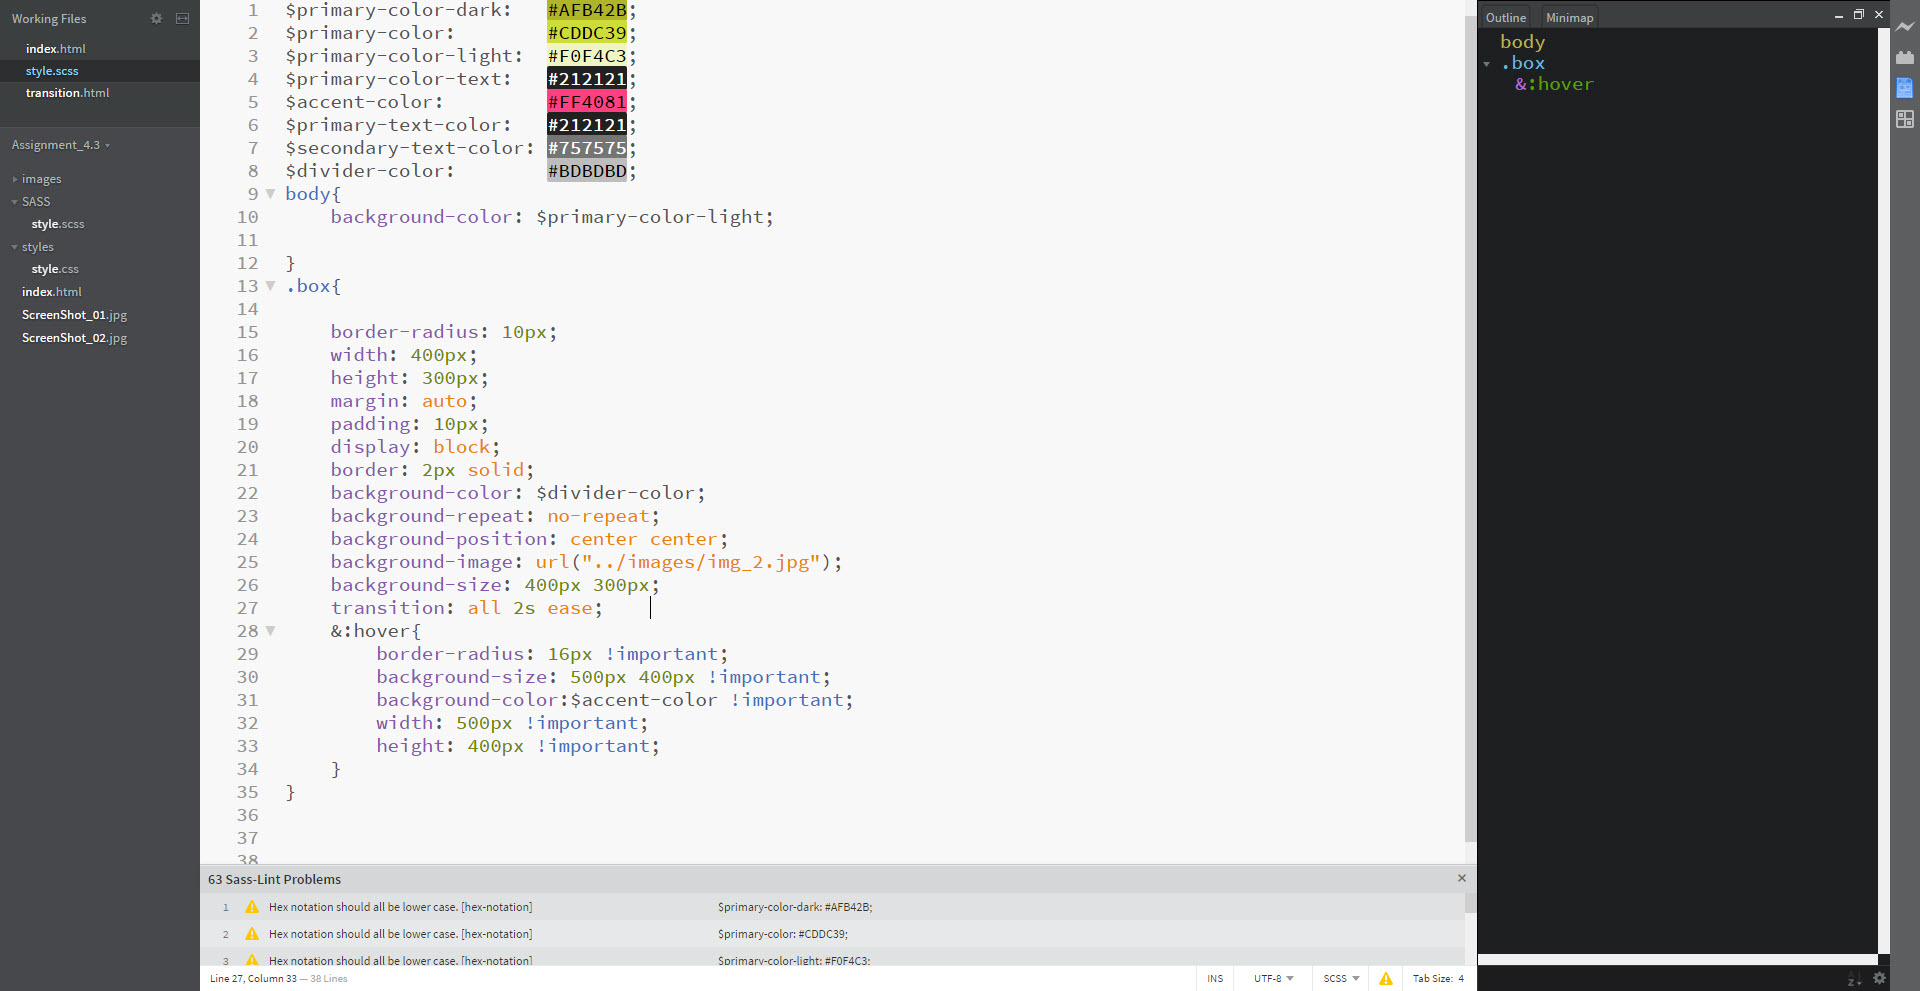 Working Files
index.html
style.scss
transition.html
Assignment_4.3
images
SASS
style.scss
styles
style.css
index.html
ScreenShot_01.jpg
ScreenShot_02.jpg
1 $primary-color-dark: #AFB42B;
2 $primary-color: #CDDC39;
3 $primary-color-light: #F0F4C3;
4 $primary-color-text: #212121;
5 $accent-color: #FF4081;
6 $primary-text-color: #212121;
7 $secondary-text-color: #757575;
8 $divider-color: #BDBDBD;
9 body{
10 background-color: $primary-color-light;
11
12 }
13 .box{
14
15 border-radius: 10px;
16 width: 400px;
17 height: 300px;
18 margin: auto;
19 padding: 10px;
20 display: block;
21 border: 2px solid;
22 background-color: $divider-color;
23 background-repeat: no-repeat;
24 background-position: center center;
25 background-image: url("../images/img_2.jpg");
26 background-size: 400px 300px;
27 transition: all 2s ease;
28 &:hover{
29 border-radius: 16px !important;
30 background-size: 500px 400px !important;
31 background-color:$accent-color !important;
32 width: 500px !important;
33 height: 400px !important;
34 }
35 }
36
37
38
63 Sass-Lint Problems
1 Hex notation should all be lower case. [hex-notation] $primary-color-dark: #AFB42B;
2 Hex notation should all be lower case. [hex-notation] $primary-color: #CDDC39;
3 Hex notation should all be lower case. [hex-notation] $primary-color-light: #F0F4C3;
Line 27, Column 33 — 38 Lines
INS UTF-8 SCSS Tab Size: 4
Outline Minimap
body
.box
&:hover